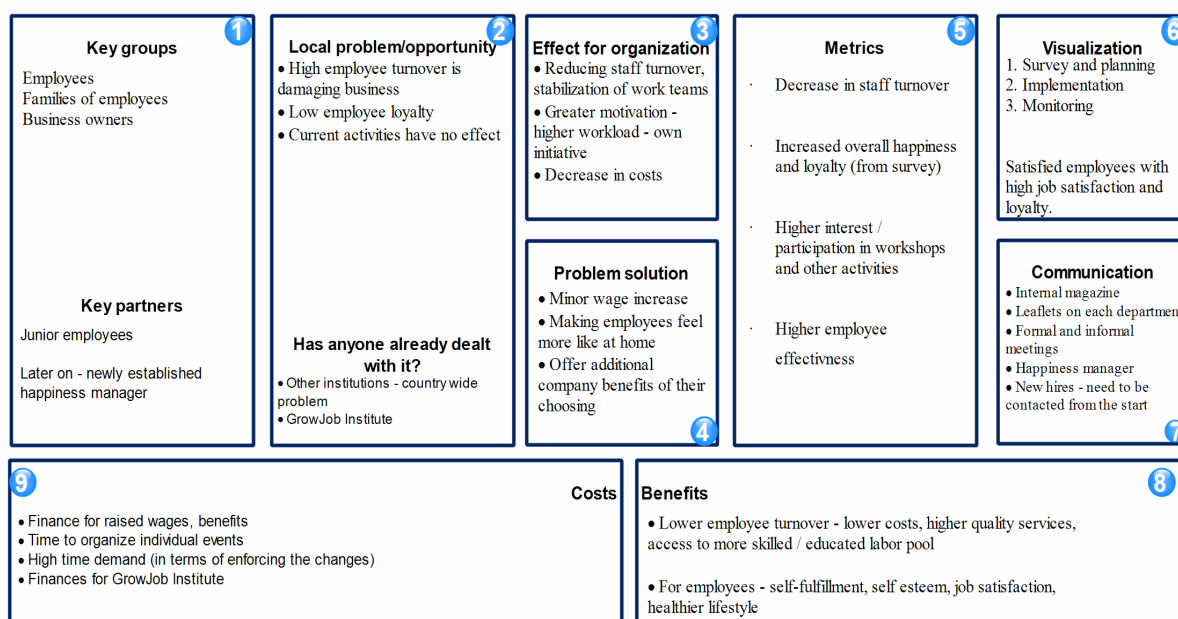 1
Key groups
Employees
Families of employees
Business owners
Key partners
Junior employees
Later on - newly established
happiness manager
2
Local problem/opportunity
• High employee turnover is
damaging business
• Low employee loyalty
• Current activities have no effect
Has anyone already dealt
with it?
• Other institutions - country wide
problem
• GrowJob Institute
3
Effect for organization
• Reducing staff turnover,
stabilization of work teams
• Greater motivation -
higher workload - own
initiative
• Decrease in costs
Problem solution
• Minor wage increase
• Making employees feel
more like at home
• Offer additional
company benefits of their
choosing
4
5
Metrics
· Decrease in staff turnover
· Increased overall happiness
and loyalty (from survey)
· Higher interest /
participation in workshops
and other activities
· Higher employee
effectivness
6
Visualization
1. Survey and planning
2. Implementation
3. Monitoring
Satisfied employees with
high job satisfaction and
loyalty.
Communication
• Internal magazine
• Leaflets on each departmen
• Formal and informal
meetings
• Happiness manager
• New hires - need to be
contacted from the start
7
9
Costs
• Finance for raised wages, benefits
• Time to organize individual events
• High time demand (in terms of enforcing the changes)
• Finances for GrowJob Institute
8
Benefits
• Lower employee turnover - lower costs, higher quality services,
access to more skilled / educated labor pool
• For employees - self-fulfillment, self esteem, job satisfaction,
healthier lifestyle